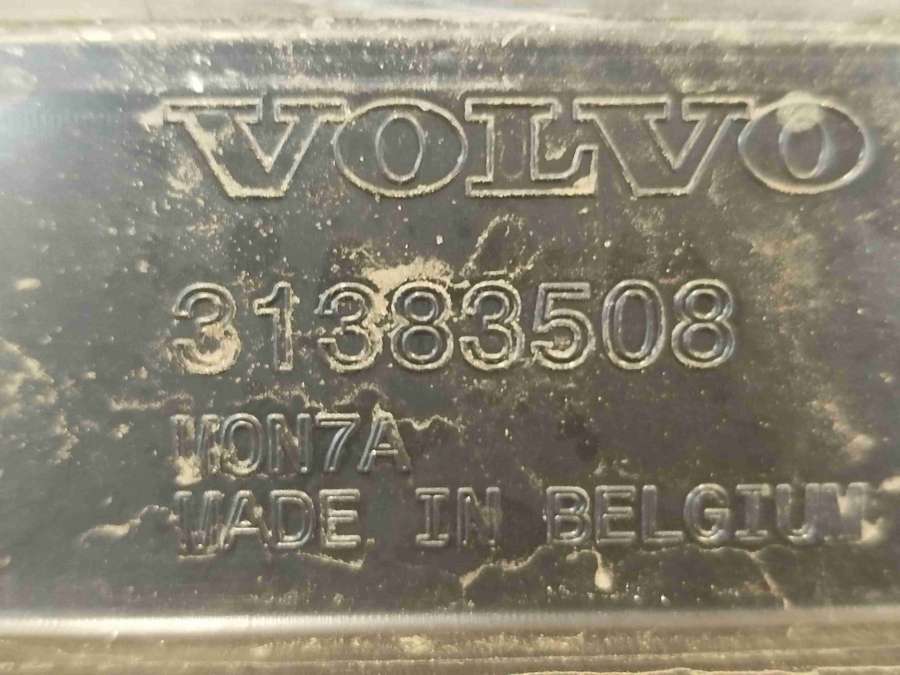 VOLVO
31383508
MON7A
MADE IN BELGIUM